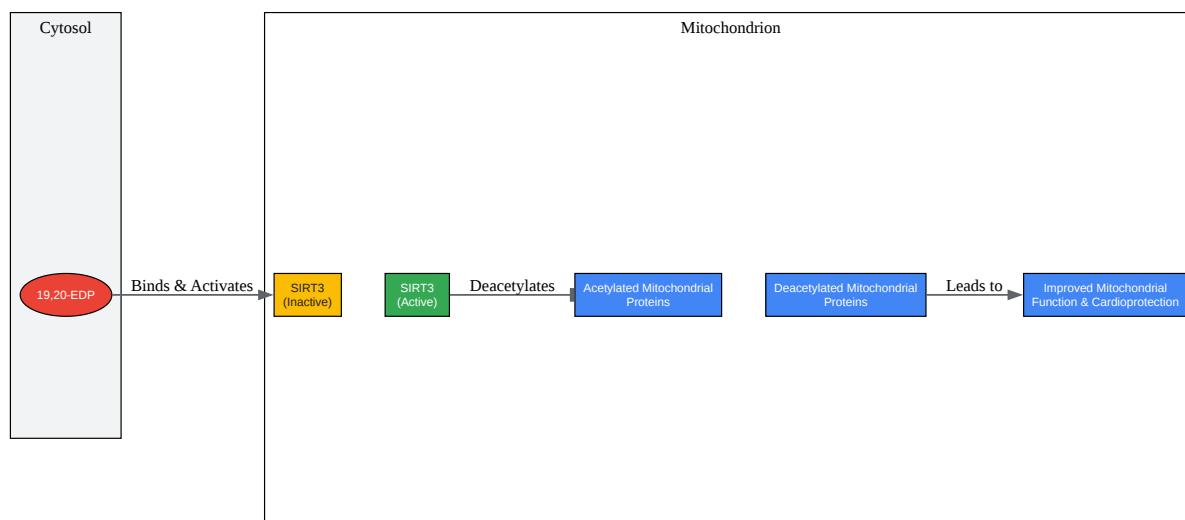 Cytosol
Mitochondrion
19,20-EDP
Binds & Activates
SIRT3
(Inactive)
SIRT3
(Active)
Deacetylates
Acetylated Mitochondrial
Proteins
Deacetylated Mitochondrial
Proteins
Leads to
Improved Mitochondrial
Function & Cardioprotection